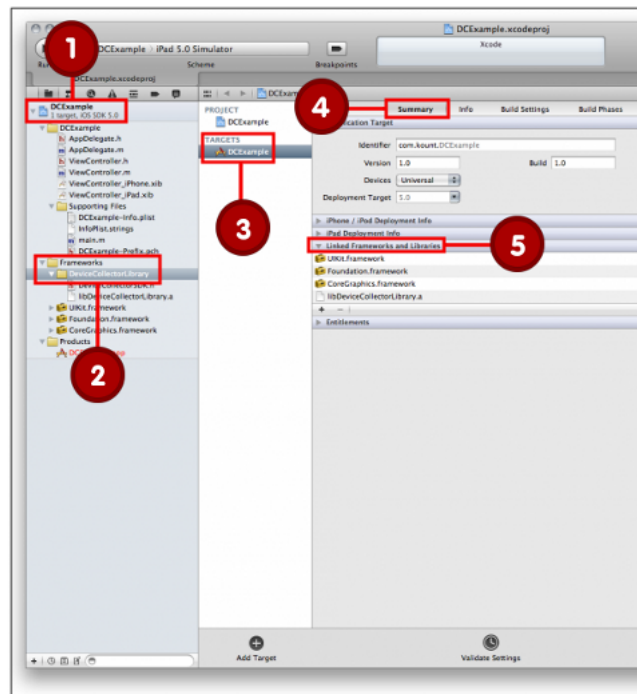 DCExample.xcodeproj
DCExample
iPad 5.0 Simulator
Xcode
Scheme
Breakpoints
DCExample.xcodeproj
1
DCExample
1 target, iOS SDK 5.0
DCExample
AppDelegate.h
AppDelegate.m
ViewController.h
ViewController.m
ViewController_iPhone.xib
ViewController_iPad.xib
Supporting Files
DCExample-Info.plist
InfoPlist.strings
main.m
DCExample-Prefix.pch
Frameworks
DeviceCollectorLibrary
DeviceCollectorSDK.h
libDeviceCollectorLibrary.a
UIKit.framework
Foundation.framework
CoreGraphics.framework
Products
2
PROJECT
DCExample
TARGETS
DCExample
3
4
Summary
Info
Build Settings
Build Phases
Identifier
com.kount.DCExample
Version
1.0
Build
1.0
Devices
Universal
Deployment Target
5.0
iPhone / iPod Deployment Info
iPad Deployment Info
Linked Frameworks and Libraries
5
UIKit.framework
Foundation.framework
CoreGraphics.framework
libDeviceCollectorLibrary.a
Entitlements
Add Target
Validate Settings